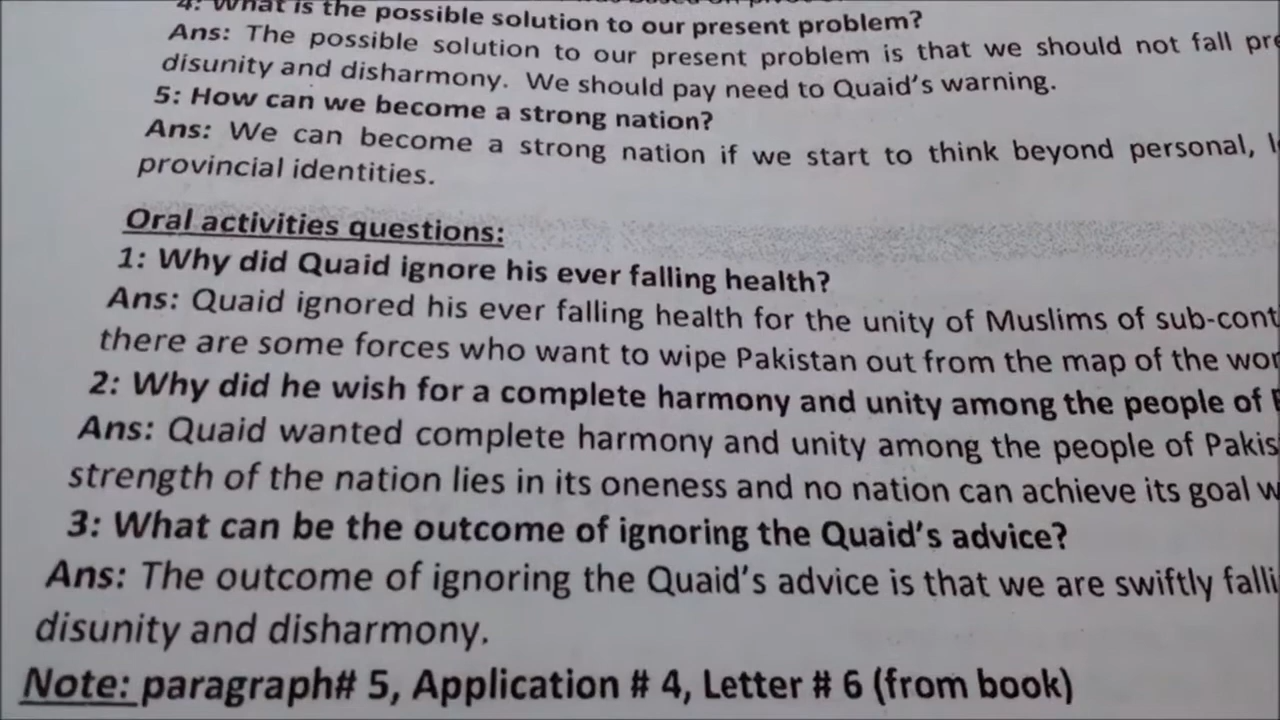 4: What is the possible solution to our present problem?
Ans: The possible solution to our present problem is that we should not fall
disunity and disharmony. We should pay need to Quaid's warning.
5: How can we become a strong nation?
Ans: We can become a strong nation if we start to think beyond personal,
provincial identities.
Oral activities questions:
1: Why did Quaid ignore his ever falling health?
Ans: Quaid ignored his ever falling health for the unity of Muslims of sub-cont
there are some forces who want to wipe Pakistan out from the map of the wor
2: Why did he wish for a complete harmony and unity among the people of
Ans: Quaid wanted complete harmony and unity among the people of Pakis
strength of the nation lies in its oneness and no nation can achieve its goal w
3: What can be the outcome of ignoring the Quaid's advice?
Ans: The outcome of ignoring the Quaid's advice is that we are swiftly falli
disunity and disharmony.
Note: paragraph# 5, Application # 4, Letter # 6 (from book)